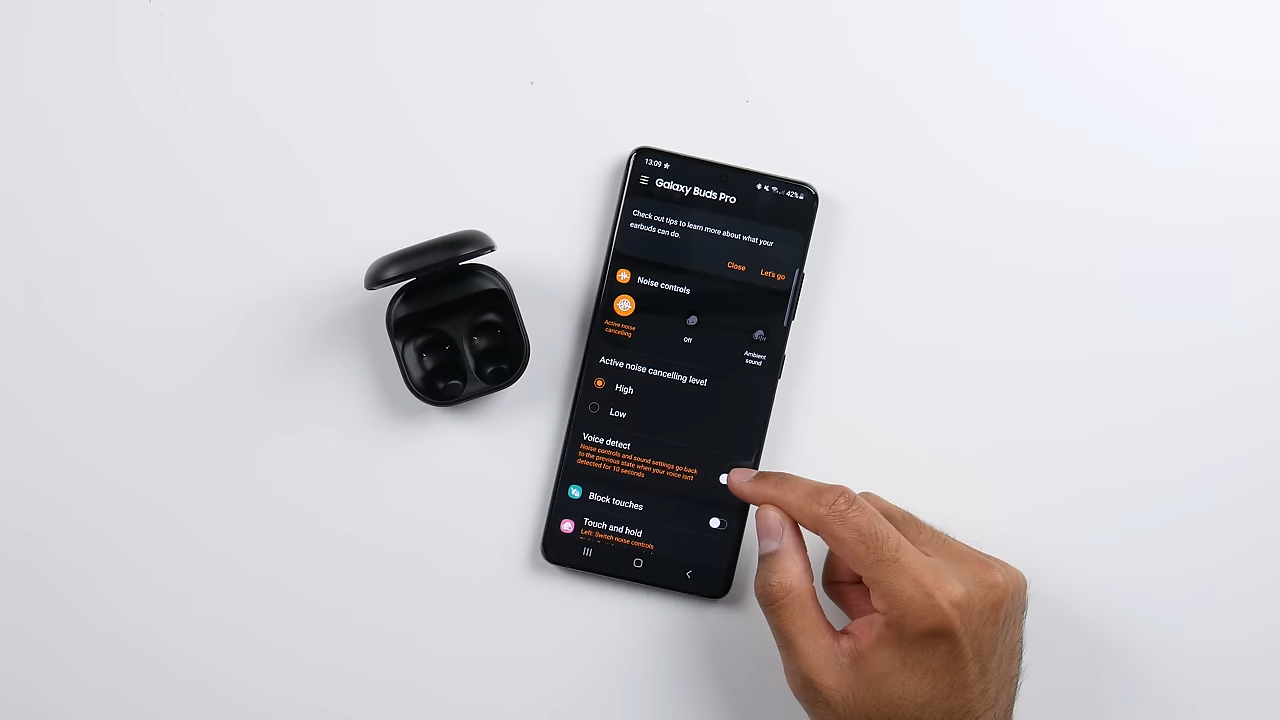 13:09
42%
Galaxy Buds Pro
Check out tips to learn more about what your
earbuds can do.
Close Let's go
Noise controls
Active noise
cancelling
Off
Ambient
sound
Active noise cancelling level
High
Low
Voice detect
Noise controls and sound settings go back
to the previous state when your voice isn't
detected for 10 seconds
Block touches
Touch and hold
Left: Switch noise controls